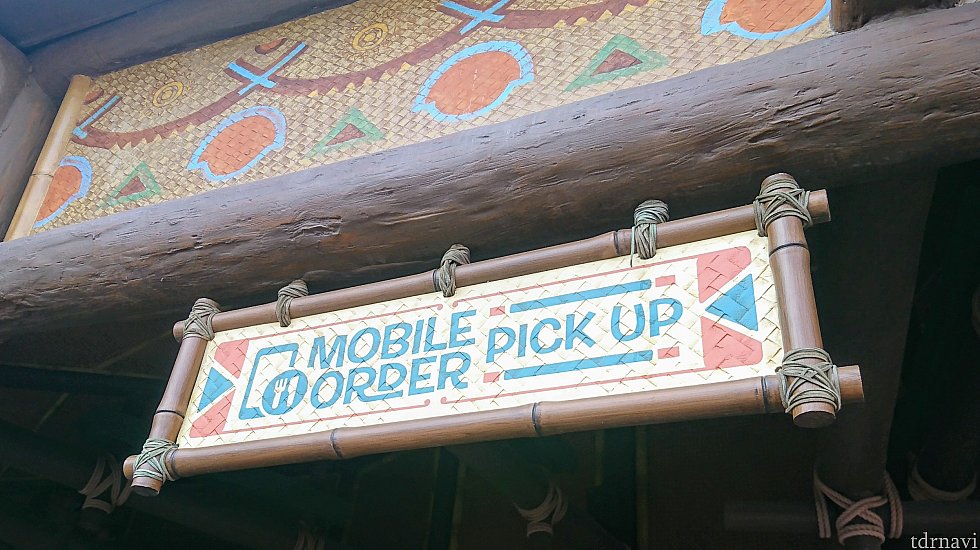 MOBILE
ORDER
PICK UP
tdrnavi